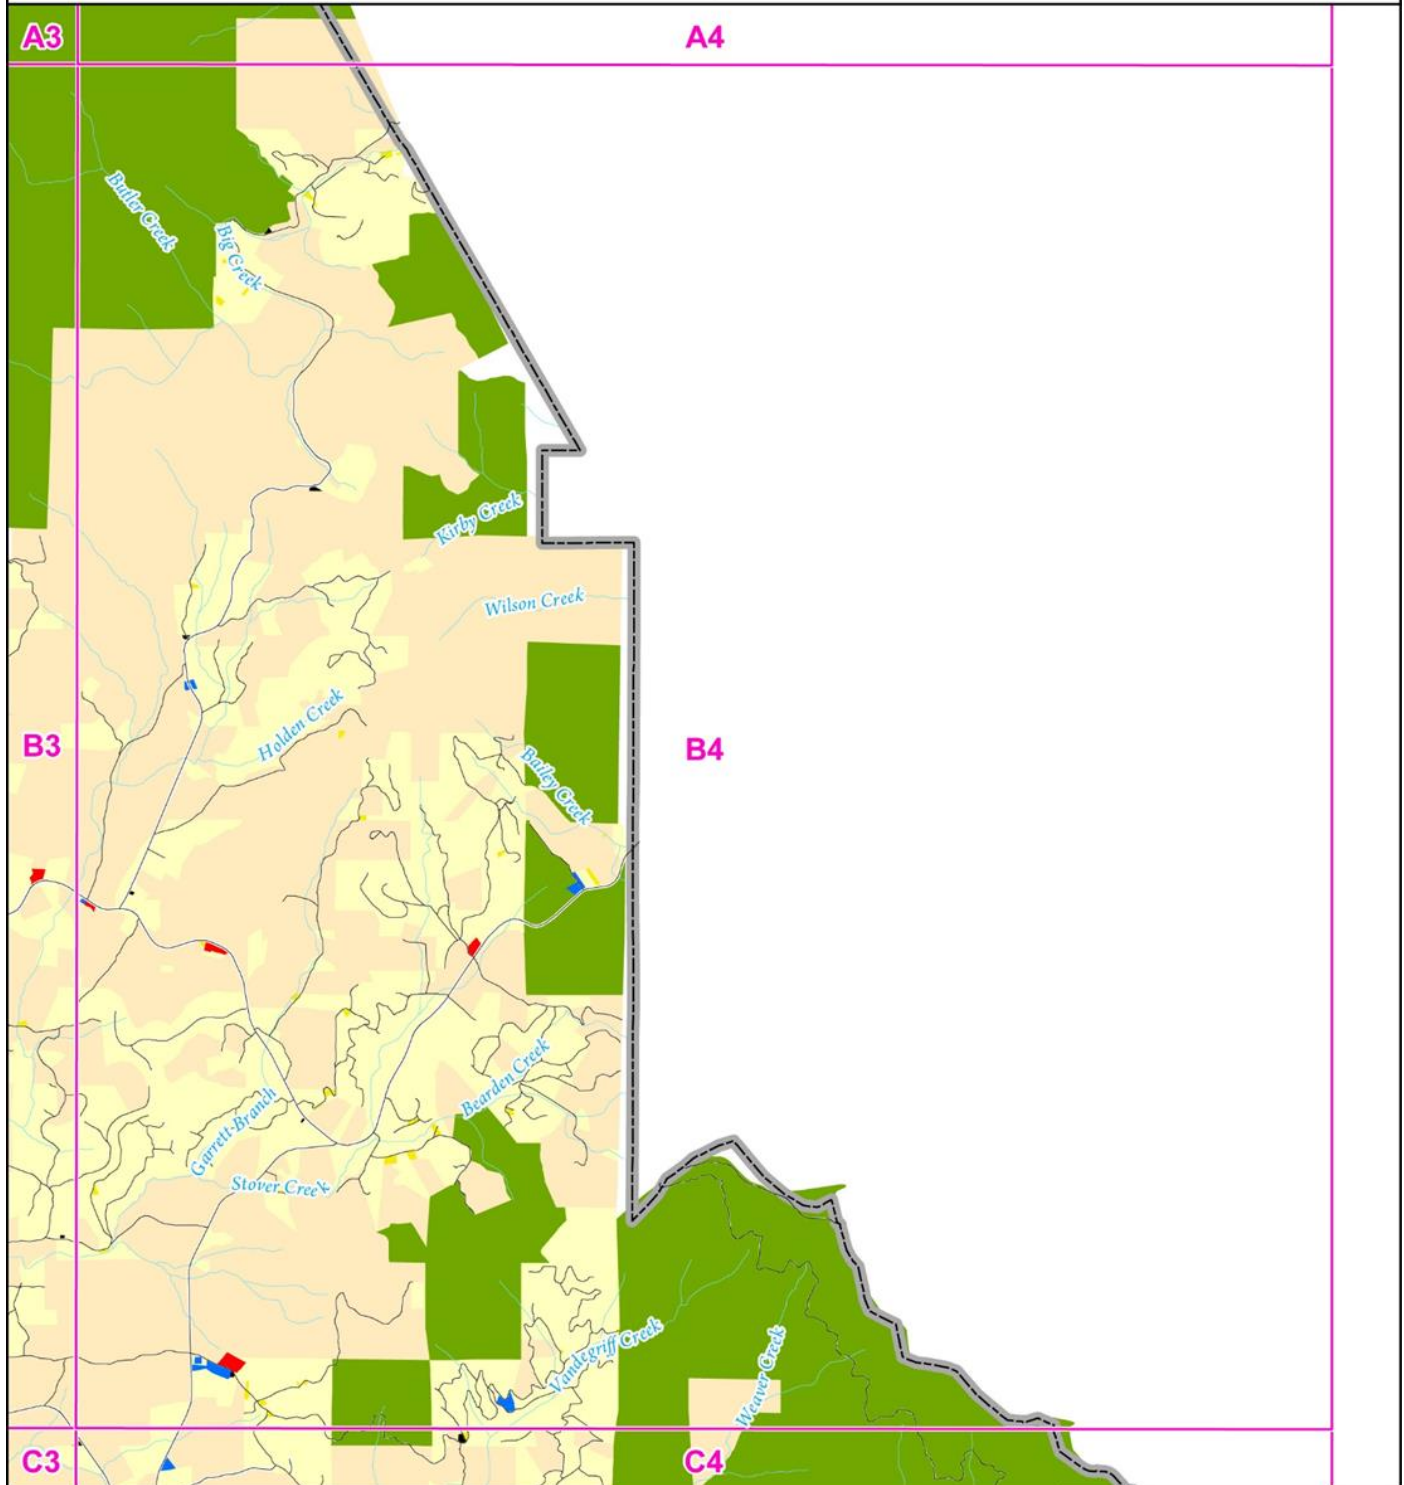 A3
A4
Butler Creek
Big Creek
Kirby Creek
Wilson Creek
Holden Creek
B3
B4
Bailey Creek
Bearden Creek
Garrett-Branch
Stover Creek
Vandegriff Creek
Weaver Creek
C3
C4